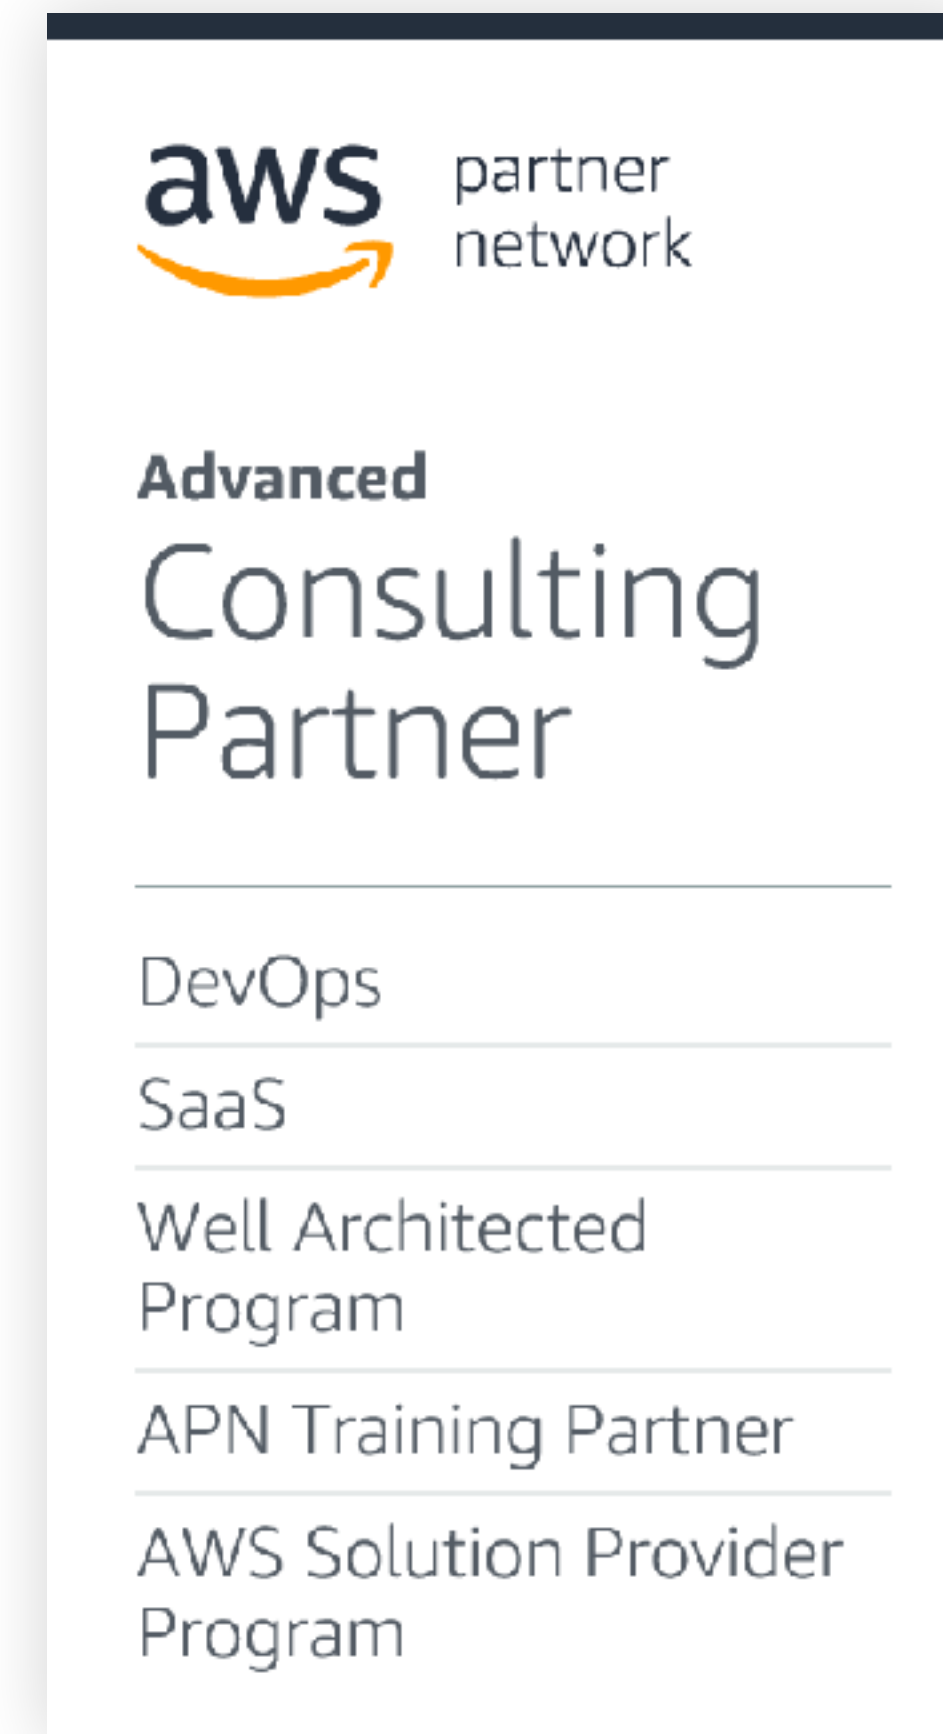 aws partner
network
Advanced
Consulting
Partner
DevOps
SaaS
Well Architected
Program
APN Training Partner
AWS Solution Provider
Program